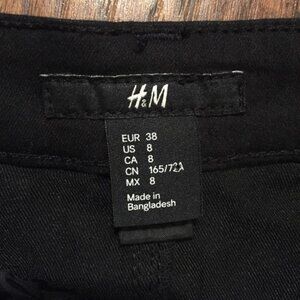 H&M
EUR 38
US 8
CA 8
CN 165/72A
MX 8
Made in
Bangladesh